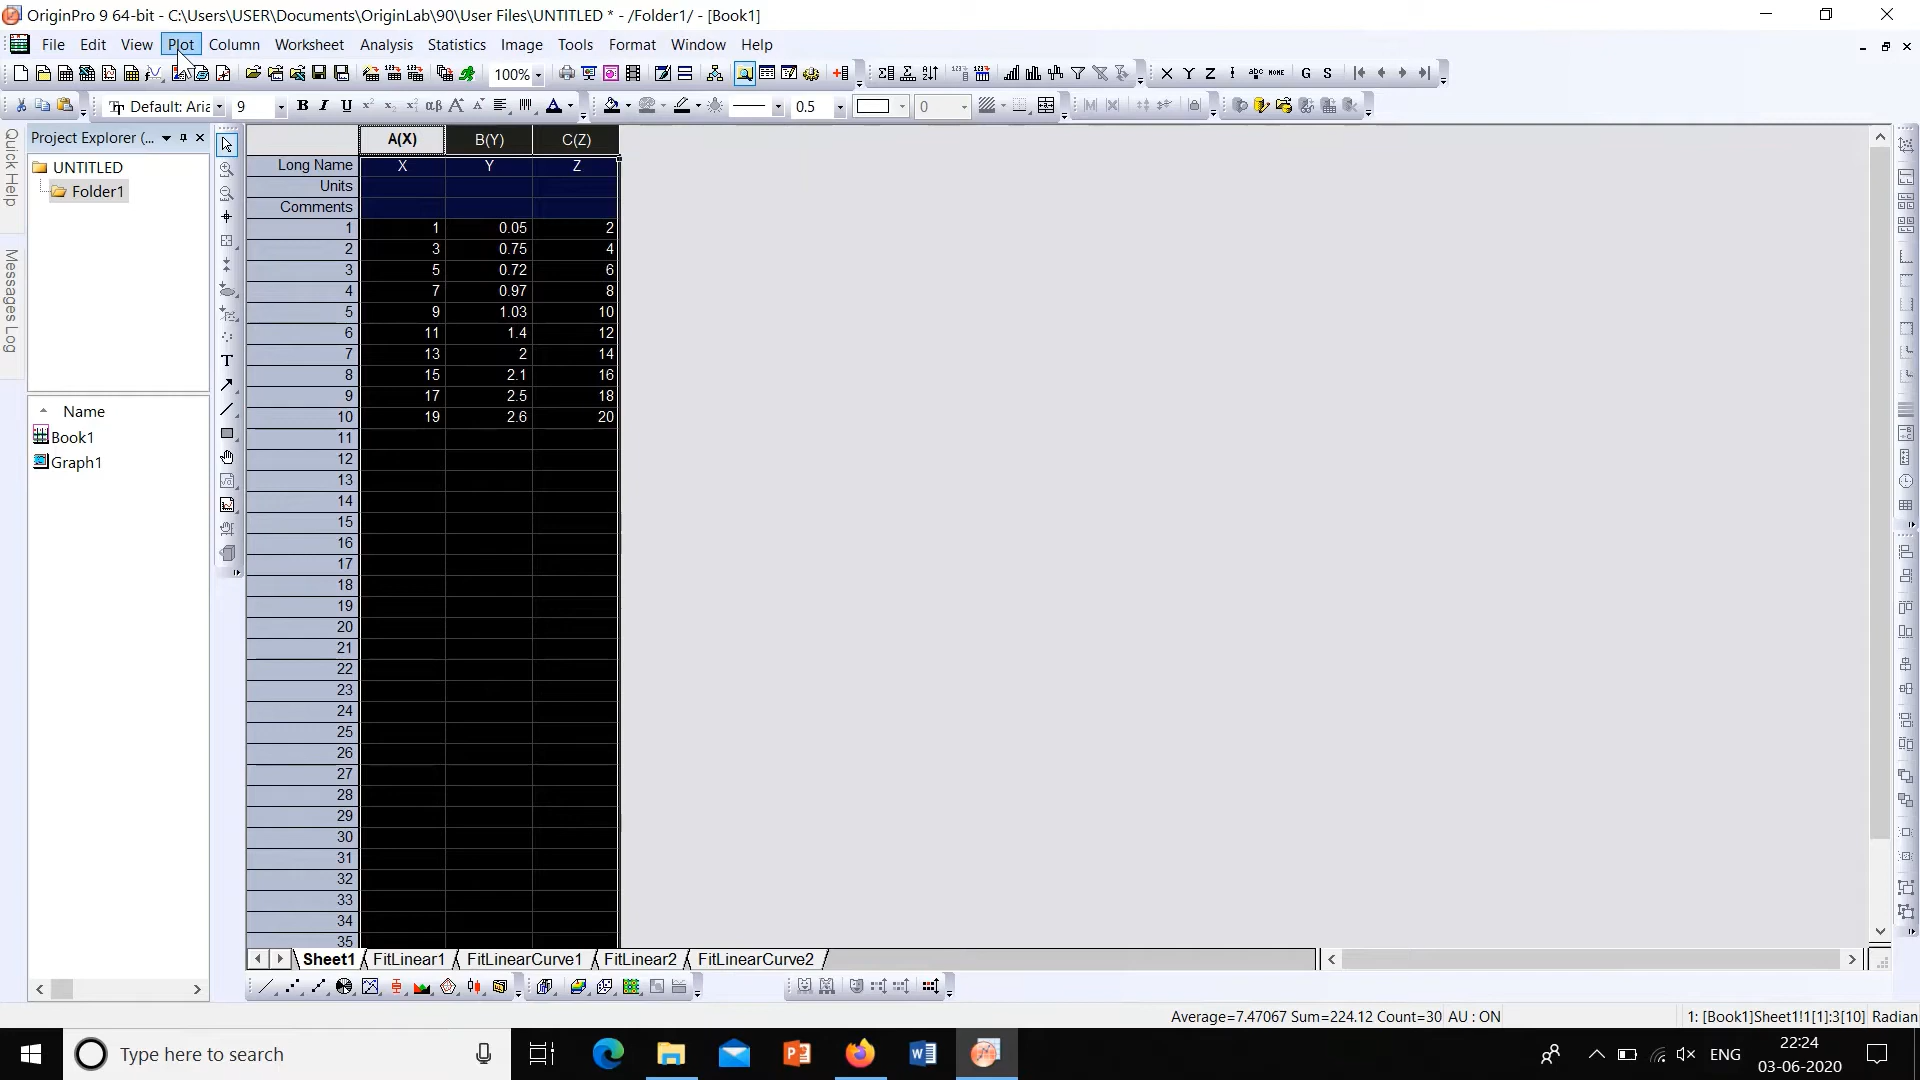 OriginPro 9 64-bit - C:\Users\USER\Documents\OriginLab\90\User Files\UNTITLED * - /Folder1/ - [Book1]
File Edit View Plot Column Worksheet Analysis Statistics Image Tools Format Window Help
100%
Default: Aria 9 B I U 0.5 0
Quick Help
Messages Log
Project Explorer (...
UNTITLED
Folder1
Name
Book1
Graph1
A(X) B(Y) C(Z)
Long Name X Y Z
Units
Comments
1 1 0.05 2
2 3 0.75 4
3 5 0.72 6
4 7 0.97 8
5 9 1.03 10
6 11 1.4 12
7 13 2 14
8 15 2.1 16
9 17 2.5 18
10 19 2.6 20
11
12
13
14
15
16
17
18
19
20
21
22
23
24
25
26
27
28
29
30
31
32
33
34
35
Sheet1 FitLinear1 FitLinearCurve1 FitLinear2 FitLinearCurve2
Average=7.47067 Sum=224.12 Count=30 AU : ON 1: [Book1]Sheet1!1[1]:3[10] Radian
Type here to search
ENG
22:24
03-06-2020